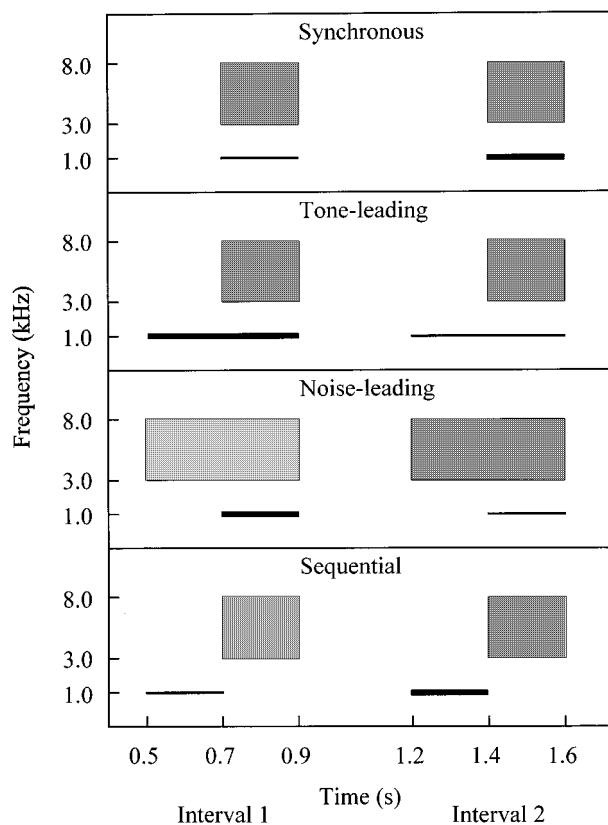 Synchronous
8.0
3.0
1.0
Tone-leading
8.0
3.0
1.0
Noise-leading
8.0
3.0
1.0
Sequential
8.0
3.0
1.0
Frequency (kHz)
0.5 0.7 0.9 1.2 1.4 1.6
Time (s)
Interval 1 Interval 2